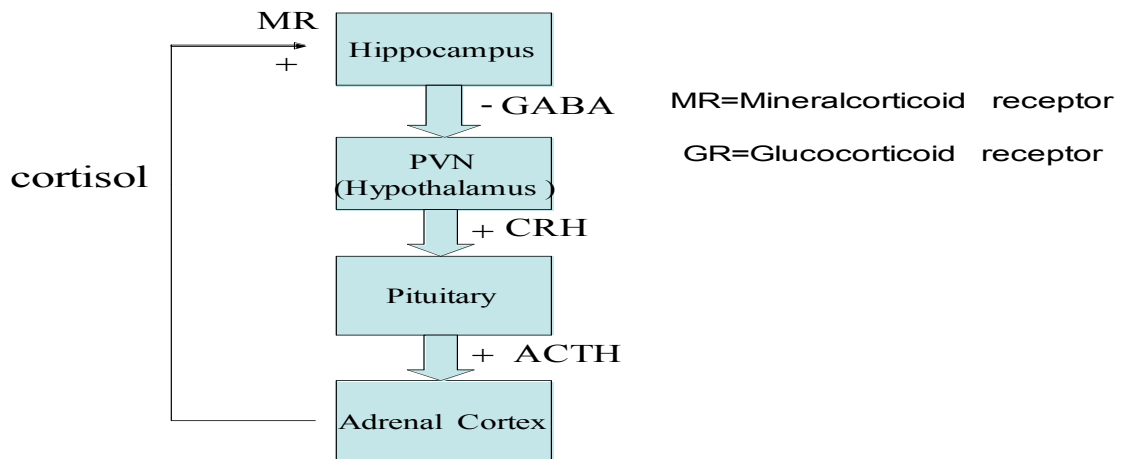 MR
+
Hippocampus
- GABA
MR=Mineralcorticoid receptor
PVN
(Hypothalamus )
GR=Glucocorticoid receptor
cortisol
+ CRH
Pituitary
+ ACTH
Adrenal Cortex